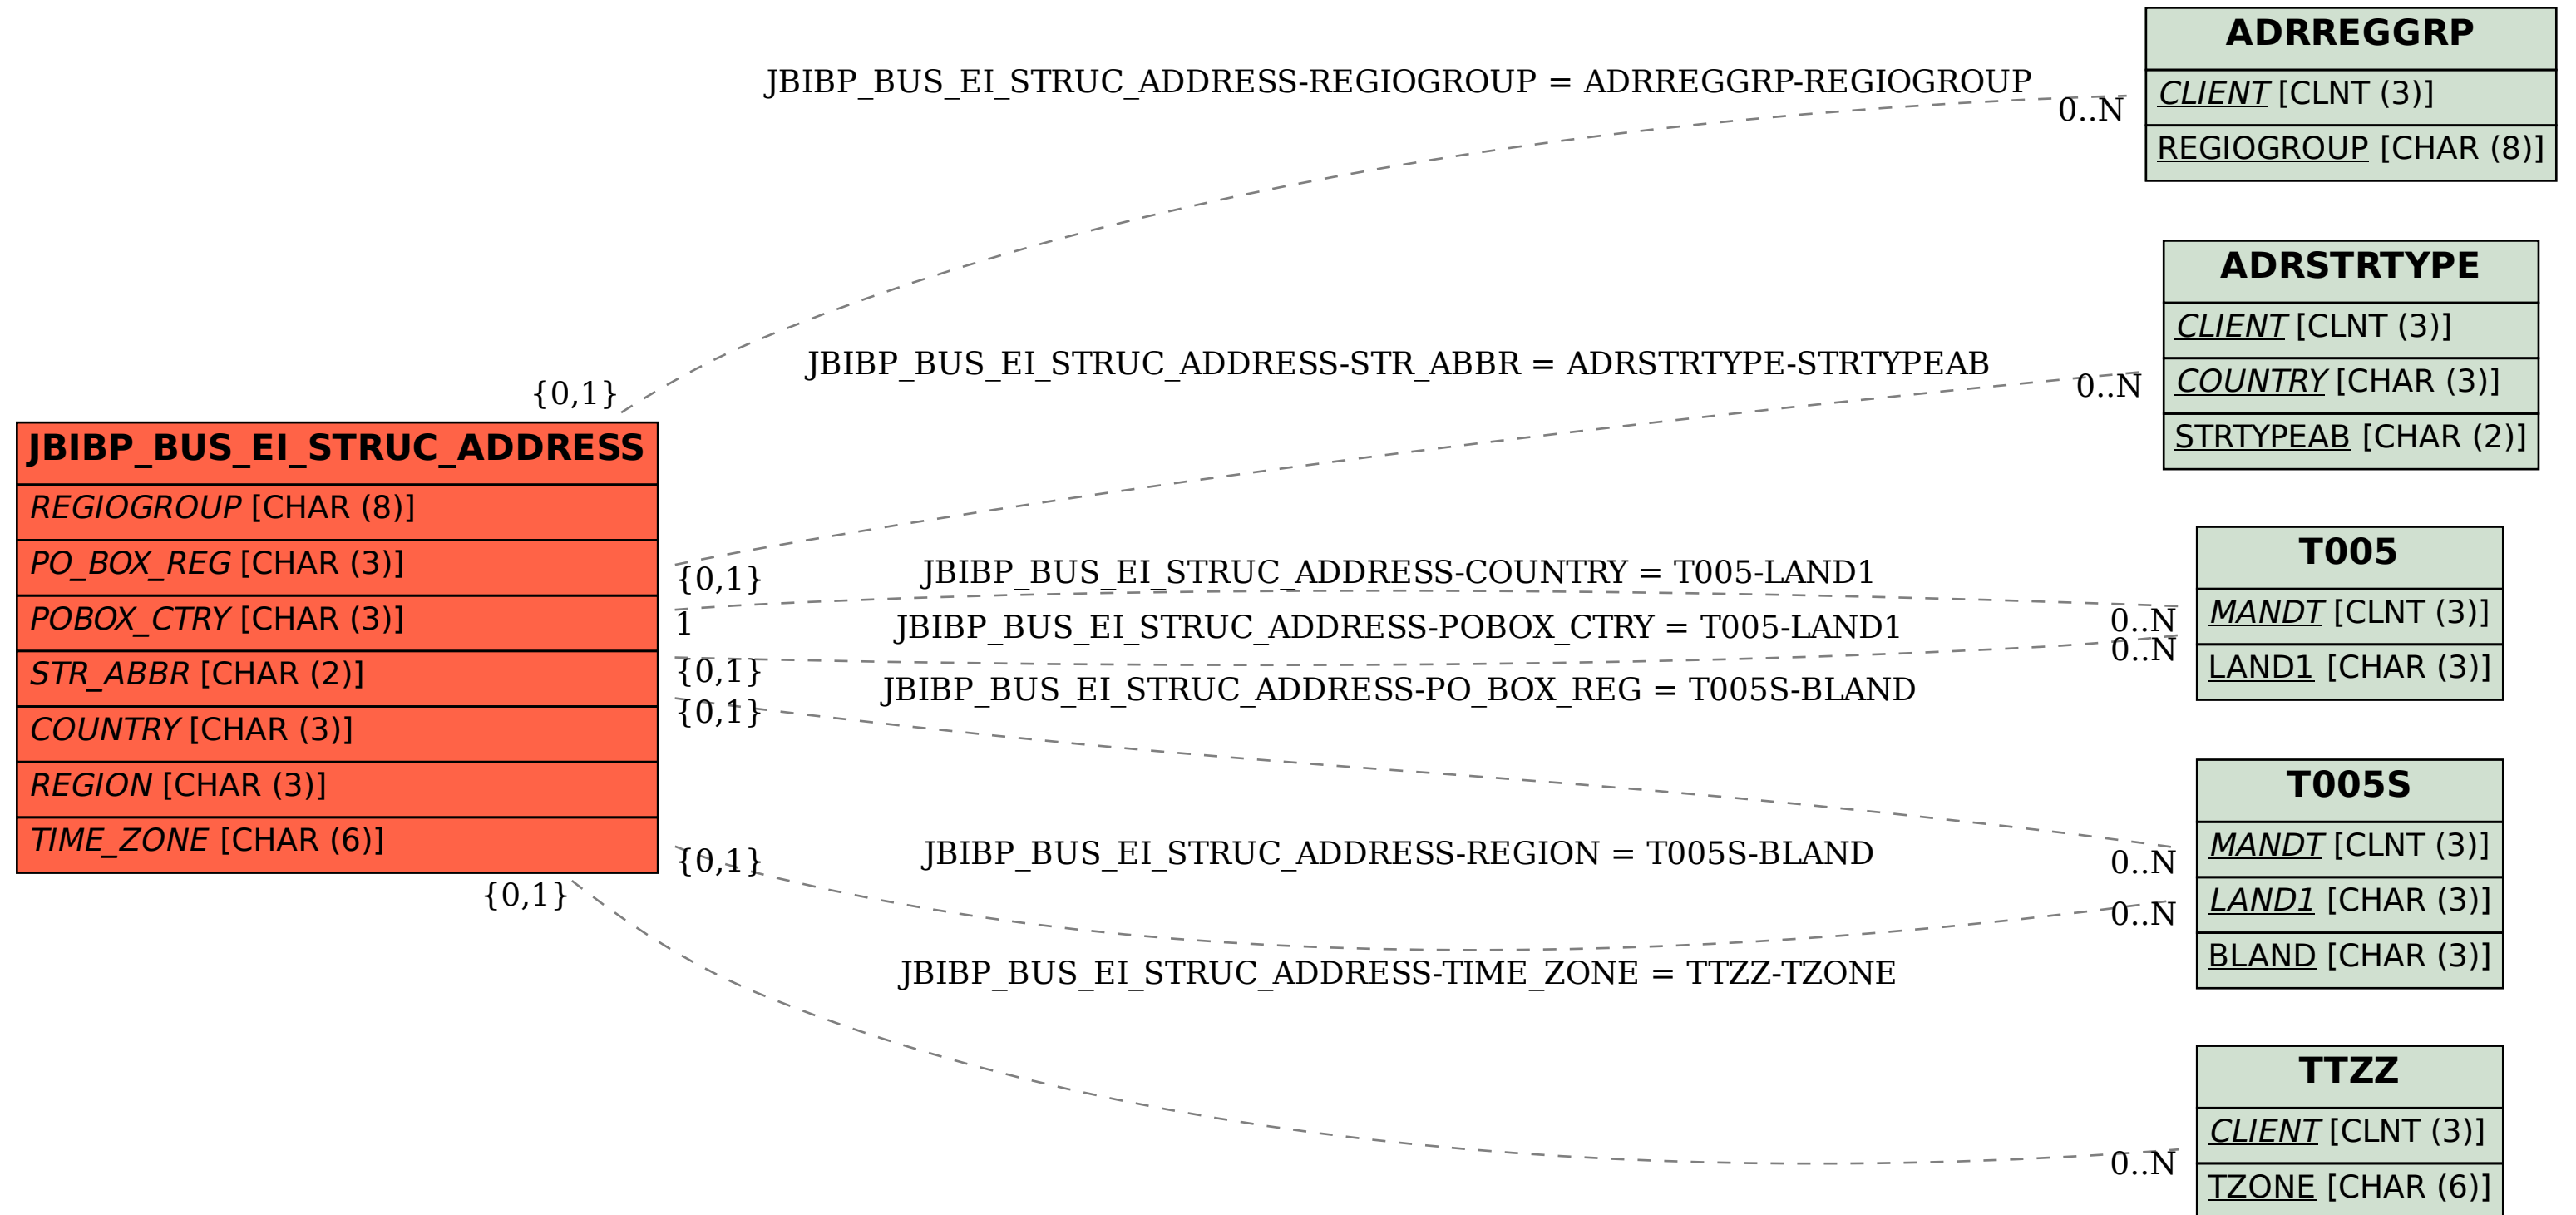 ADRREGGRP
CLIENT [CLNT (3)]
REGIOGROUP [CHAR (8)]
JBIBP_BUS_EI_STRUC_ADDRESS-REGIOGROUP = ADRREGGRP-REGIOGROUP
0..N
{0,1}
ADRSTRTYPE
CLIENT [CLNT (3)]
COUNTRY [CHAR (3)]
STRTYPEAB [CHAR (2)]
JBIBP_BUS_EI_STRUC_ADDRESS-STR_ABBR = ADRSTRTYPE-STRTYPEAB
0..N
{0,1}
JBIBP_BUS_EI_STRUC_ADDRESS
REGIOGROUP [CHAR (8)]
PO_BOX_REG [CHAR (3)]
POBOX_CTRY [CHAR (3)]
STR_ABBR [CHAR (2)]
COUNTRY [CHAR (3)]
REGION [CHAR (3)]
TIME_ZONE [CHAR (6)]
JBIBP_BUS_EI_STRUC_ADDRESS-COUNTRY = T005-LAND1
1
0..N
JBIBP_BUS_EI_STRUC_ADDRESS-POBOX_CTRY = T005-LAND1
{0,1}
0..N
T005
MANDT [CLNT (3)]
LAND1 [CHAR (3)]
JBIBP_BUS_EI_STRUC_ADDRESS-PO_BOX_REG = T005S-BLAND
{0,1}
0..N
T005S
MANDT [CLNT (3)]
LAND1 [CHAR (3)]
BLAND [CHAR (3)]
JBIBP_BUS_EI_STRUC_ADDRESS-REGION = T005S-BLAND
{0,1}
0..N
JBIBP_BUS_EI_STRUC_ADDRESS-TIME_ZONE = TTZZ-TZONE
{0,1}
0..N
TTZZ
CLIENT [CLNT (3)]
TZONE [CHAR (6)]